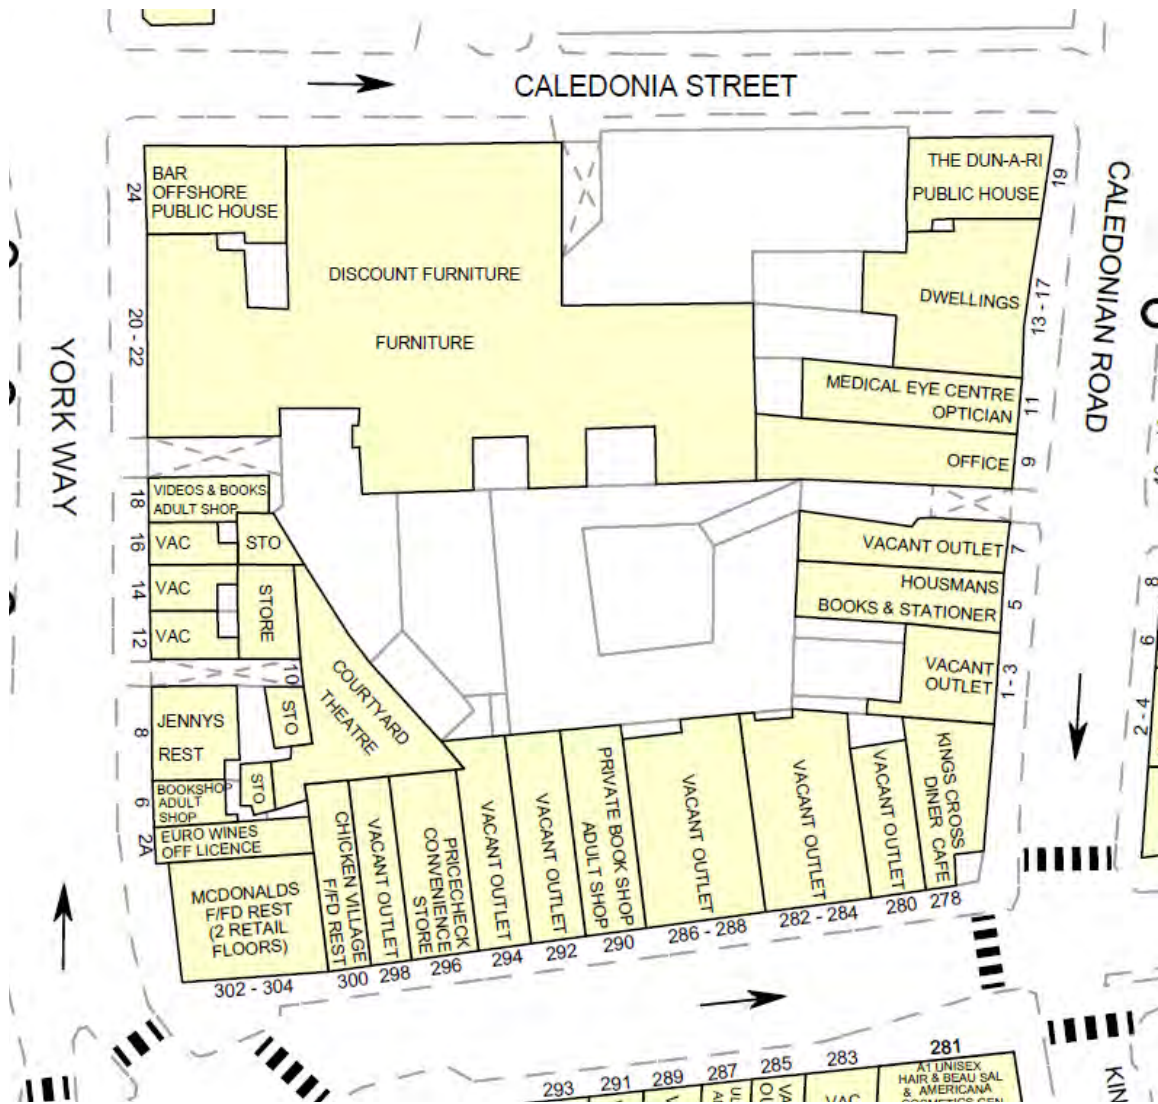 CALEDONIA STREET
BAR
OFFSHORE
PUBLIC HOUSE
24
THE DUN-A-RI
PUBLIC HOUSE
19
CALEDONIAN ROAD
DISCOUNT FURNITURE
FURNITURE
20 - 22
DWELLINGS
13 - 17
YORK WAY
MEDICAL EYE CENTRE
OPTICIAN
11
OFFICE
9
18
VIDEOS & BOOKS
ADULT SHOP
16
VAC
STO
VACANT OUTLET
7
14
VAC
STORE
HOUSMANS
BOOKS & STATIONER
5
12
VAC
10
COURTYARD
THEATRE
VACANT
OUTLET
1 - 3
8
6
2 - 4
8
JENNYS
REST
STO
6
BOOKSHOP
ADULT
SHOP
STO
2A
EURO WINES
OFF LICENCE
MCDONALDS
F/FD REST
(2 RETAIL
FLOORS)
CHICKEN VILLAGE
F/FD REST
VACANT OUTLET
PRICECHECK
CONVENIENCE
STORE
VACANT OUTLET
VACANT OUTLET
PRIVATE BOOK SHOP
ADULT SHOP
VACANT OUTLET
VACANT OUTLET
VACANT OUTLET
KINGS CROSS
DINER CAFE
302 - 304
300
298
296
294
292
290
286 - 288
282 - 284
280
278
293
291
289
287
285
283
281
VAC
A1 UNISEX
HAIR & BEAU SAL
& AMERICANA
KIN